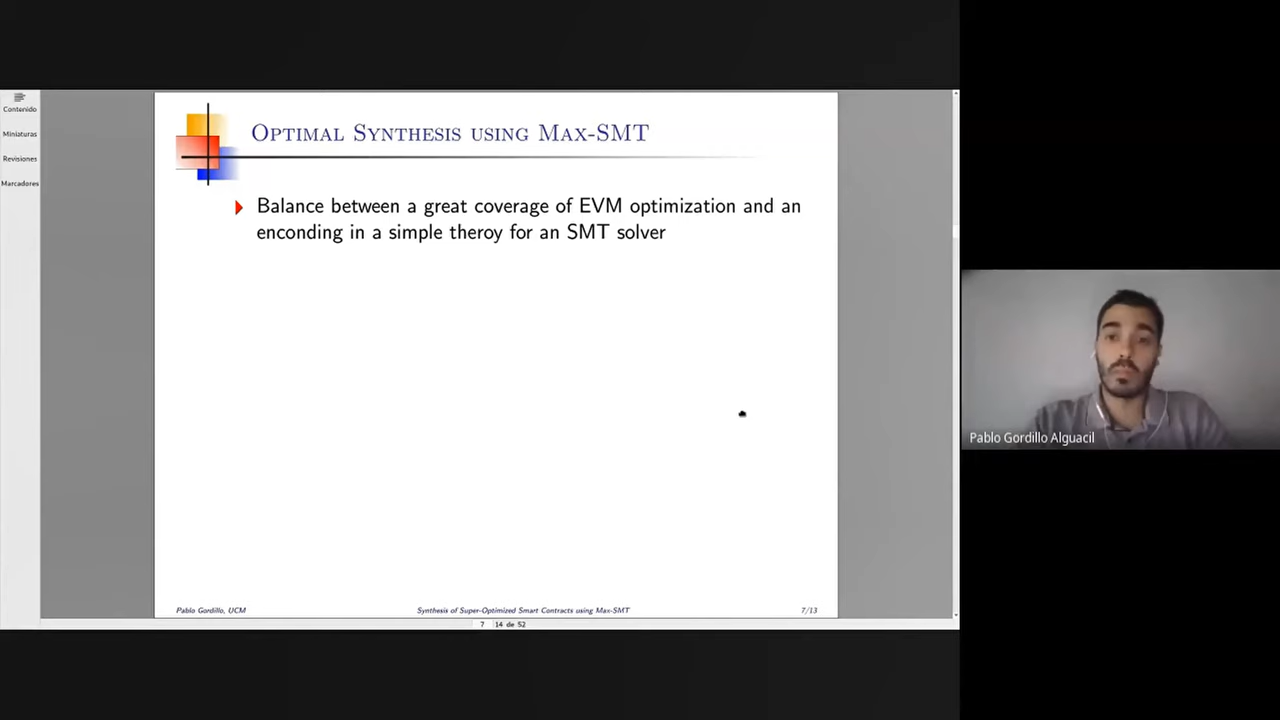 Contenido
Miniaturas
Revisiones
Marcadores
Optimal Synthesis using Max-SMT
Balance between a great coverage of EVM optimization and an
enconding in a simple theroy for an SMT solver
Pablo Gordillo, UCM
Synthesis of Super-Optimized Smart Contracts using Max-SMT
7/13
7
14 de 52
Pablo Gordillo Alguacil